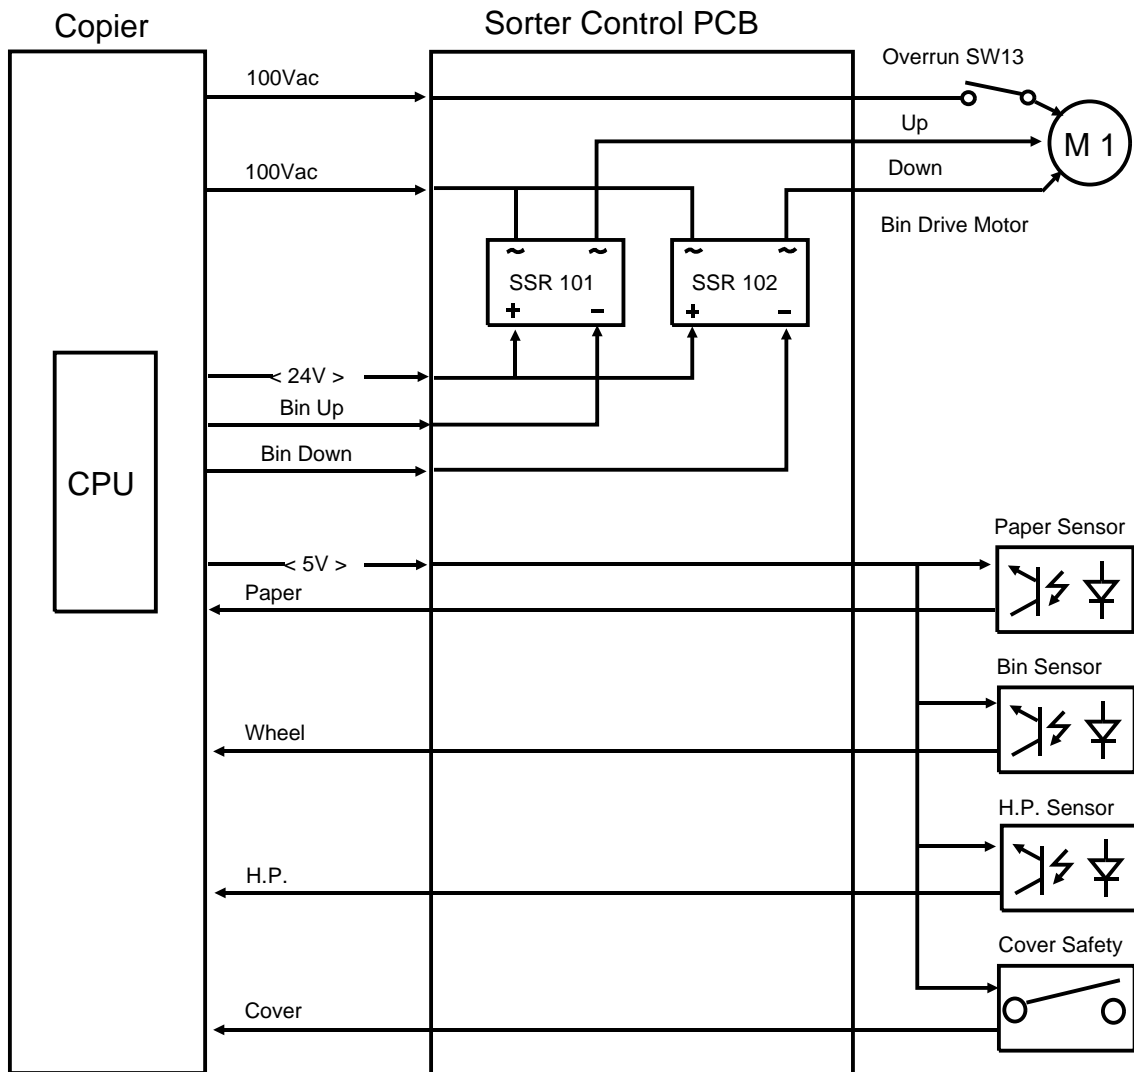 Copier
Sorter Control PCB
Overrun SW13
100Vac
Up
M 1
100Vac
Down
Bin Drive Motor
~ ~
~ ~
SSR 101
SSR 102
+ -
+ -
< 24V >
Bin Up
Bin Down
CPU
Paper Sensor
< 5V >
Paper
Bin Sensor
Wheel
H.P. Sensor
H.P.
Cover Safety
Cover